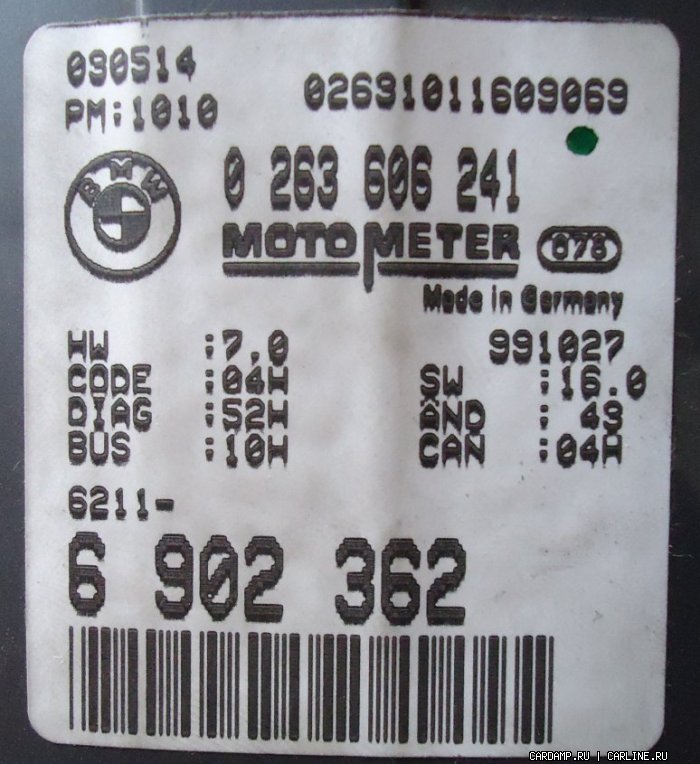 090514
PM:1010
02631011609069
BMW
0 263 606 241
MOTOMETER 078
Made in Germany
HW :7.0
991027
CODE :04H
SW :16.0
DIAG :52H
ÄND : 43
BUS :10H
CAN :04H
6211-
6 902 362
CARDAMP.RU | CARLINE.RU